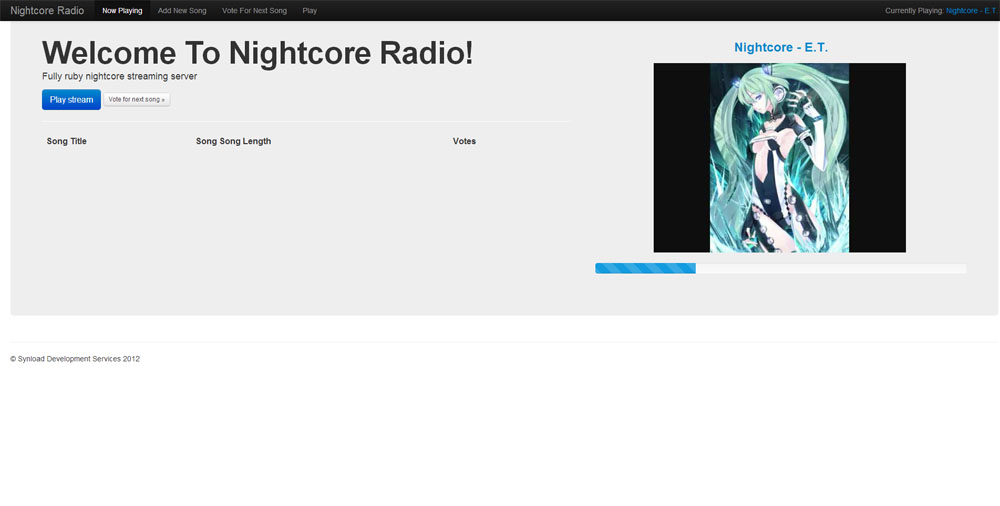 Nightcore Radio Now Playing Add New Song Vote For Next Song Play Currently Playing: Nightcore - E.T
Welcome To Nightcore Radio!
Fully ruby nightcore streaming server
Play stream Vote for next song »
Song Title Song Song Length Votes
Nightcore - E.T.
© Synload Development Services 2012